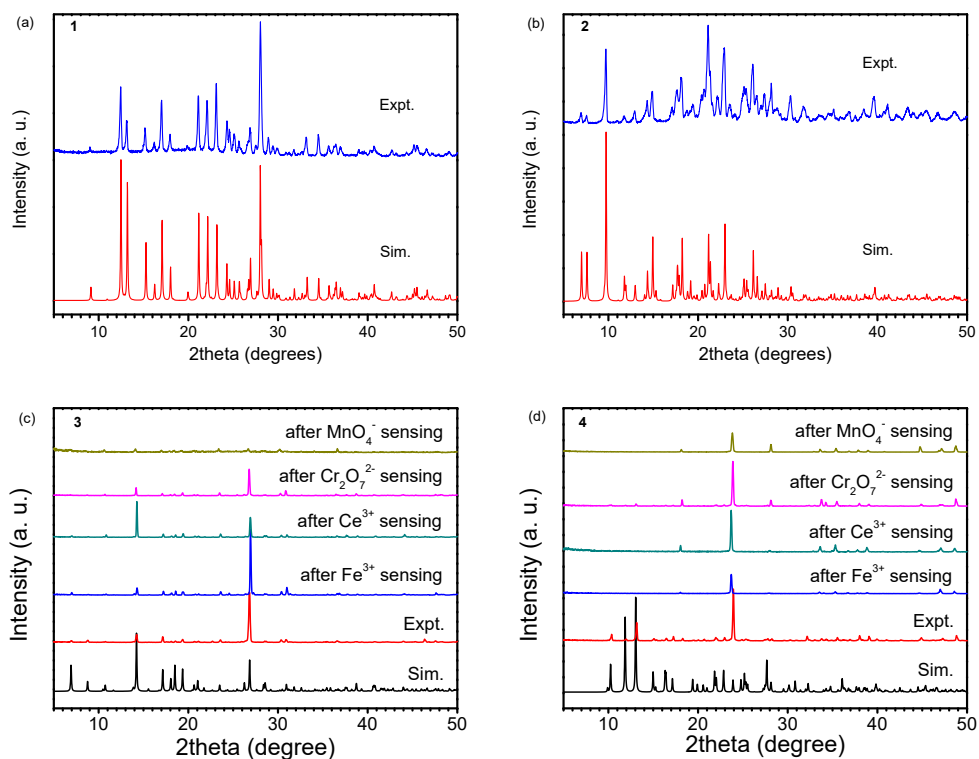 (a) 1
Expt.
Sim.
Intensity (a. u.)
10 20 30 40 50
2theta (degrees)
(b) 2
Expt.
Sim.
Intensity (a. u.)
10 20 30 40 50
2theta (degrees)
(c) 3
after MnO₄⁻ sensing
after Cr₂O₇²⁻ sensing
after Ce³⁺ sensing
after Fe³⁺ sensing
Expt.
Sim.
Intensity (a. u.)
10 20 30 40 50
2theta (degree)
(d) 4
after MnO₄⁻ sensing
after Cr₂O₇²⁻ sensing
after Ce³⁺ sensing
after Fe³⁺ sensing
Expt.
Sim.
Intensity (a. u.)
10 20 30 40 50
2theta (degree)